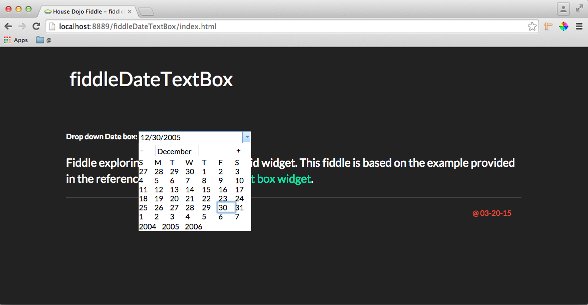 House Dojo Fiddle – fiddle
localhost:8889/fiddleDateTextBox/index.html
Apps @
fiddleDateTextBox
Drop down Date box: 12/30/2005
- December +
S M T W T F S
27 28 29 30 1 2 3
4 5 6 7 8 9 10
11 12 13 14 15 16 17
18 19 20 21 22 23 24
25 26 27 28 29 30 31
1 2 3 4 5 6 7
2004 2005 2006
Fiddle explorin id widget. This fiddle is based on the example provided
in the referenc t box widget.
@03-20-15